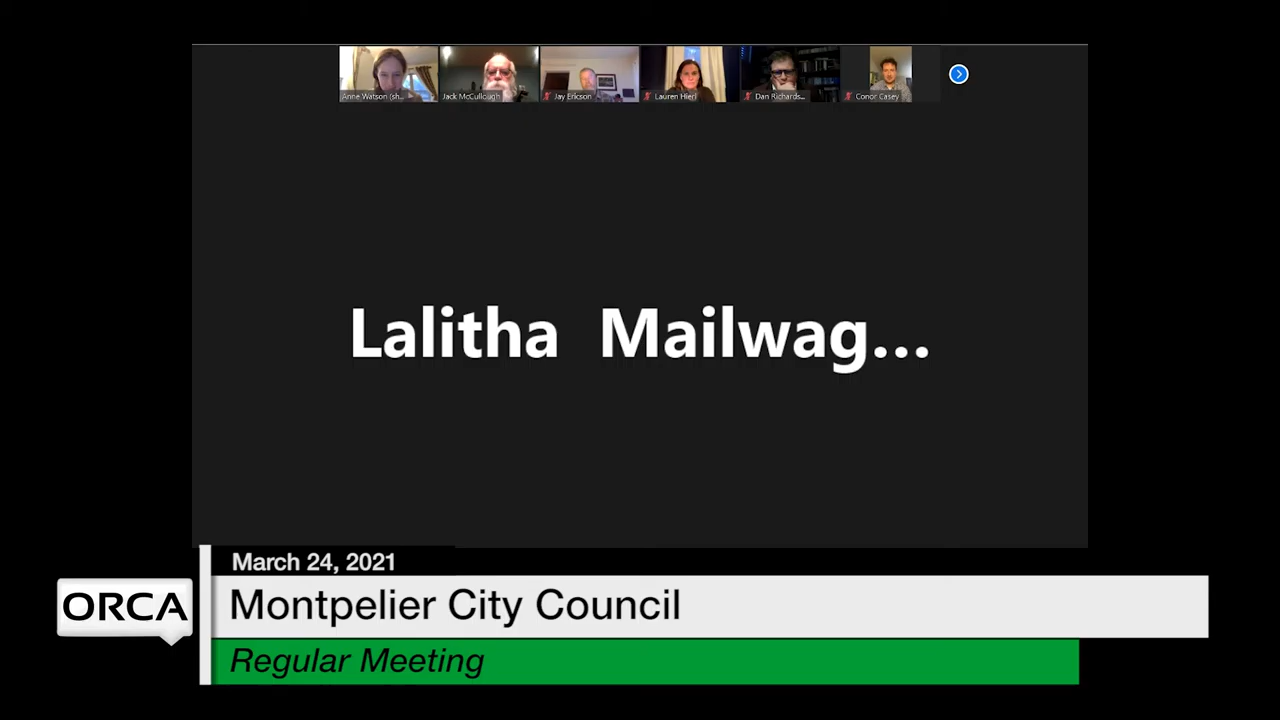 Anne Watson (sh...
Jack McCullough
Jay Ericson
Lauren Hierl
Dan Richards...
Conor Casey
Lalitha Mailwag...
March 24, 2021
ORCA
Montpelier City Council
Regular Meeting